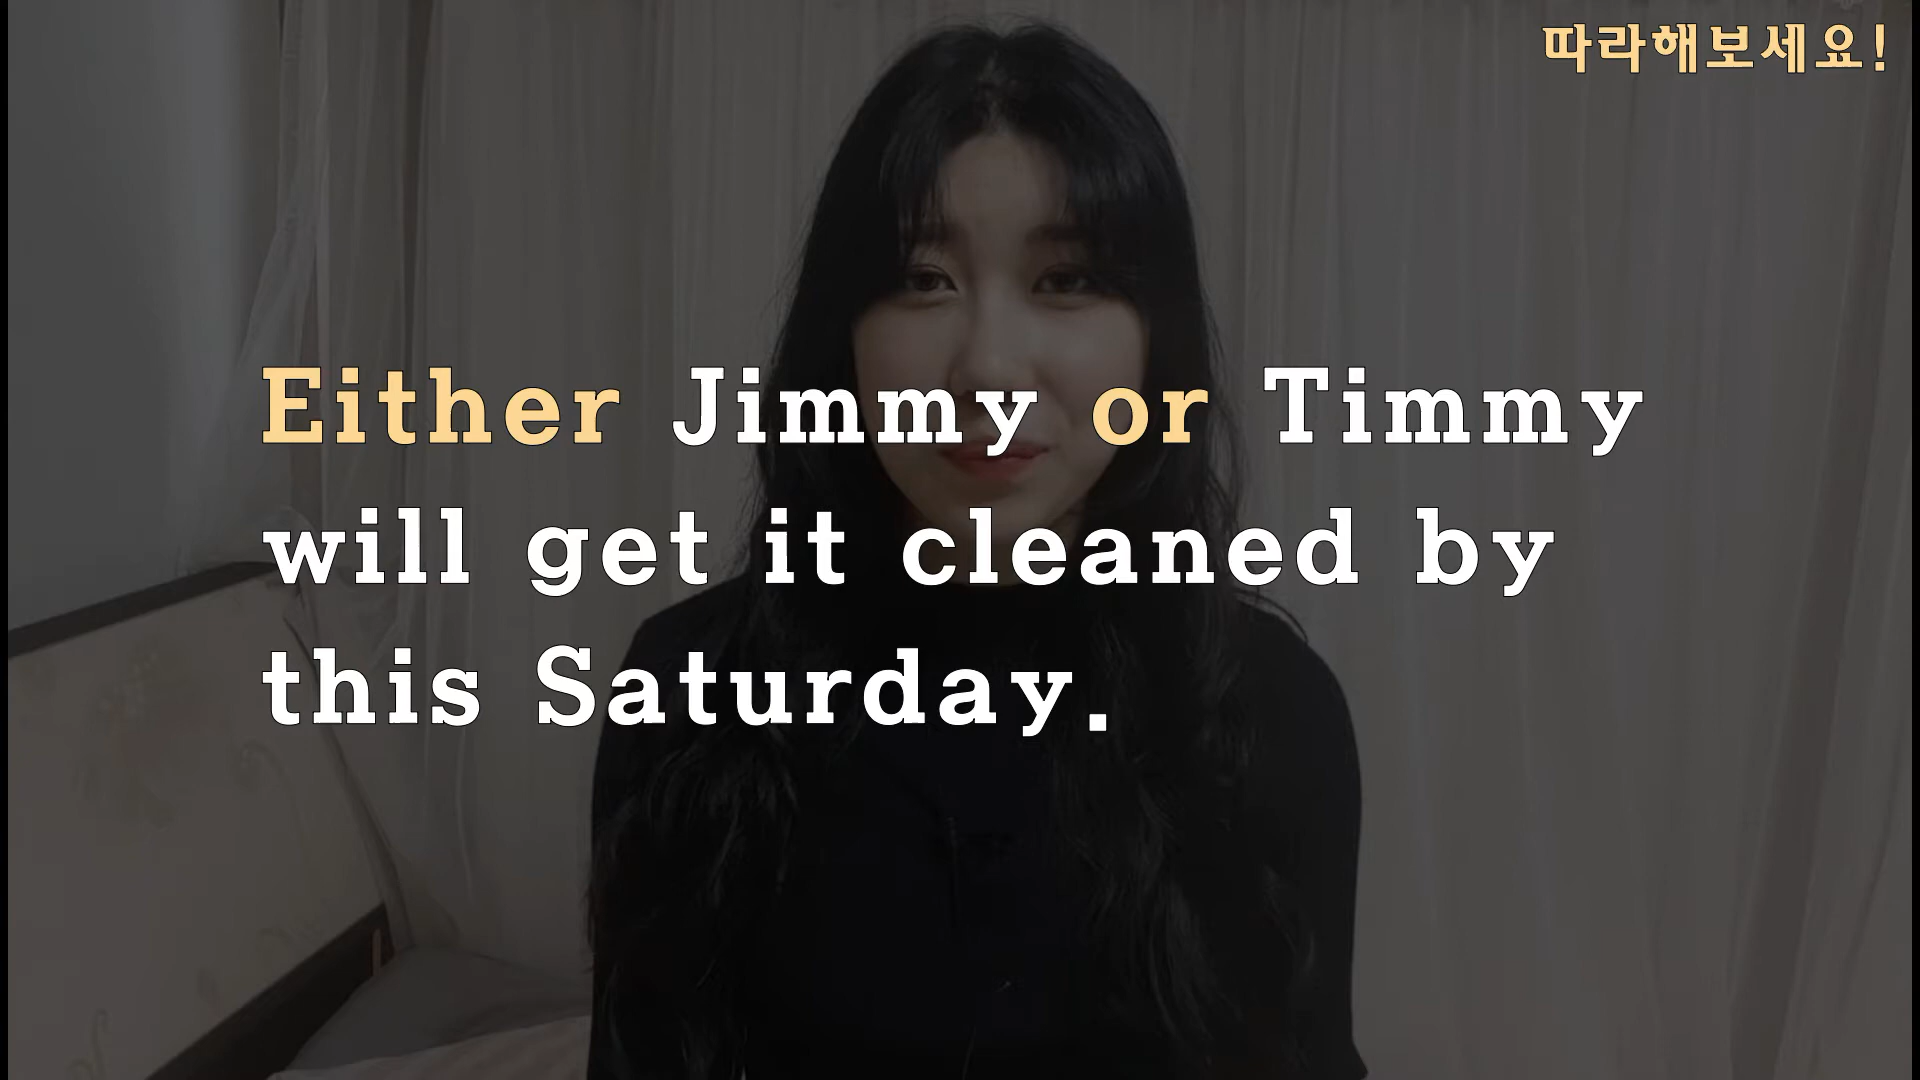 따라해보세요!
Either Jimmy or Timmy
will get it cleaned by
this Saturday.